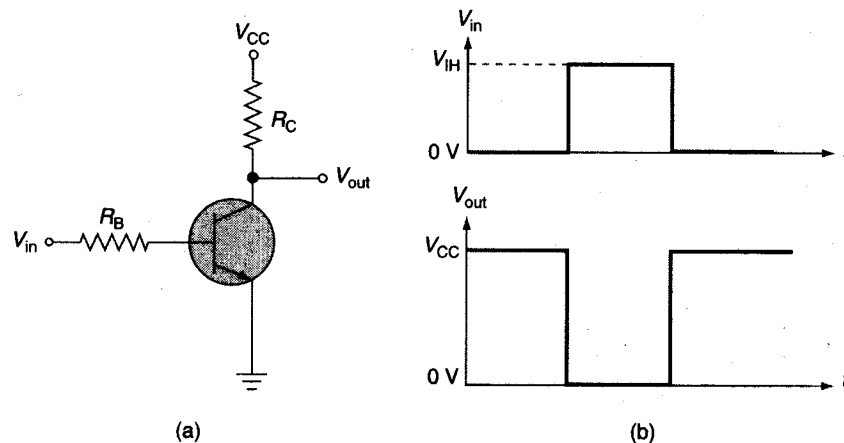 V_CC
R_C
V_out
R_B
V_in
(a)
V_in
V_IH
0 V
V_out
V_CC
0 V
(b)